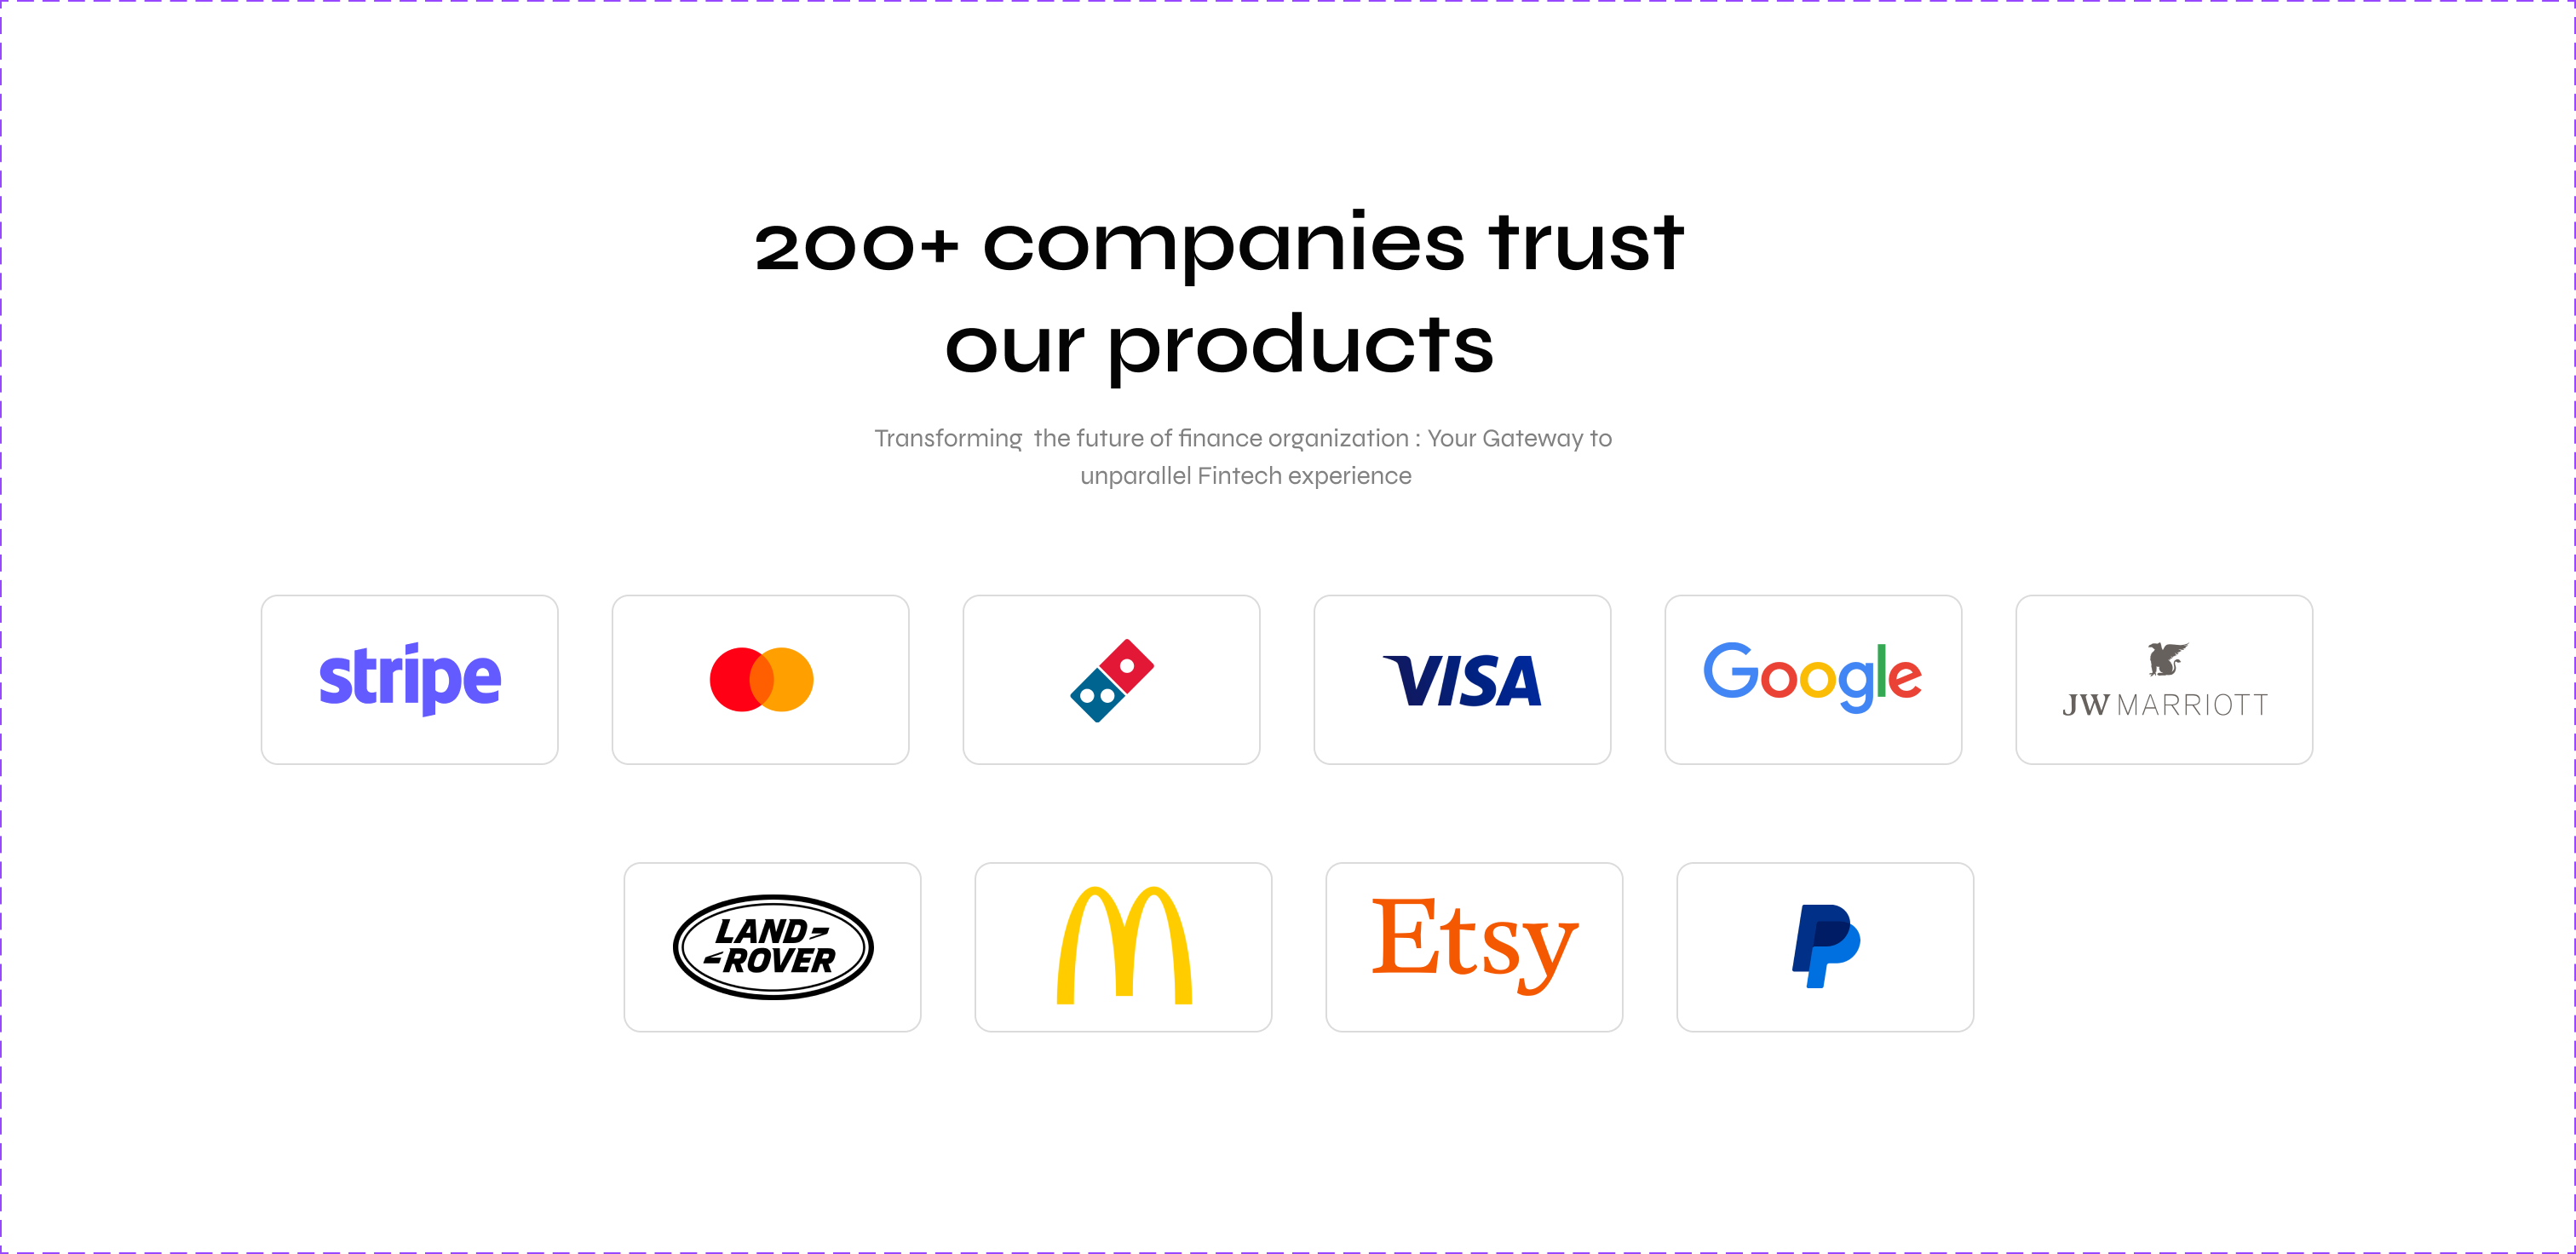 200+ companies trust
our products
Transforming  the future of finance organization : Your Gateway to
unparallel Fintech experience
stripe
VISA
Google
JW MARRIOTT
LAND
ROVER
Etsy